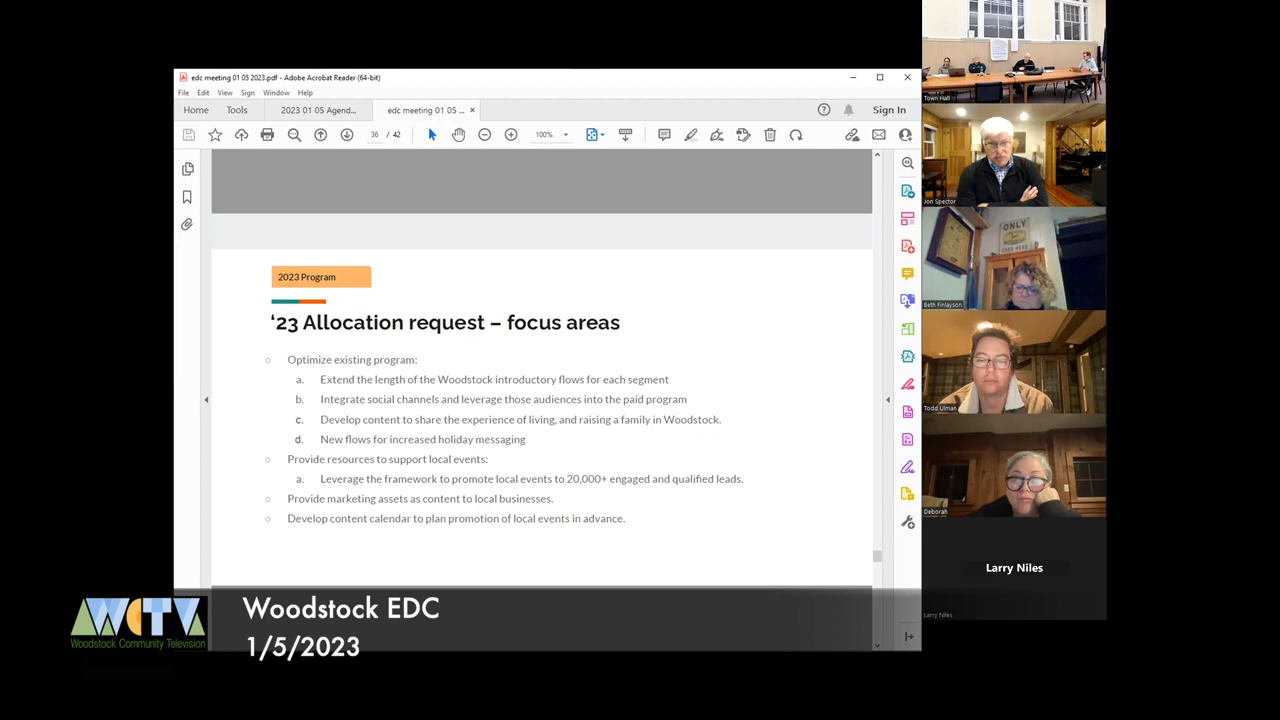 edc meeting 01 05 2023.pdf - Adobe Acrobat Reader (64-bit)
File Edit View Sign Window Help
Home Tools 2023 01 05 Agend... edc meeting 01 05 ... × Sign In
36 / 42 100%
2023 Program
‘23 Allocation request – focus areas
○ Optimize existing program:
a. Extend the length of the Woodstock introductory flows for each segment
b. Integrate social channels and leverage those audiences into the paid program
c. Develop content to share the experience of living, and raising a family in Woodstock.
d. New flows for increased holiday messaging
○ Provide resources to support local events:
a. Leverage the framework to promote local events to 20,000+ engaged and qualified leads.
○ Provide marketing assets as content to local businesses.
○ Develop content calendar to plan promotion of local events in advance.
WCTV
Woodstock Community Television
Woodstock EDC
1/5/2023
Town Hall
Jon Spector
ONLY
Beth Finlayson
Todd Ulman
Deborah
Larry Niles
Larry Niles